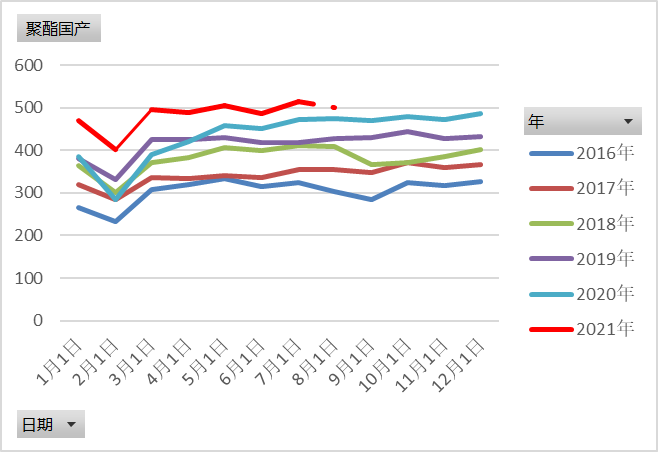 聚酯国产
600
500
400
300
200
100
0
1月1日
2月1日
3月1日
4月1日
5月1日
6月1日
7月1日
8月1日
9月1日
10月1日
11月1日
12月1日
年
2016年
2017年
2018年
2019年
2020年
2021年
日期